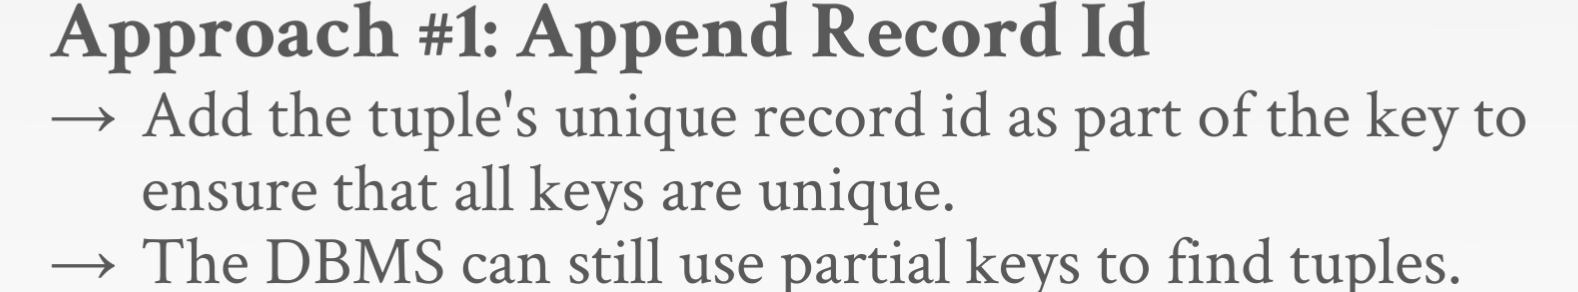 Approach #1: Append Record Id
→ Add the tuple's unique record id as part of the key to
ensure that all keys are unique.
→ The DBMS can still use partial keys to find tuples.